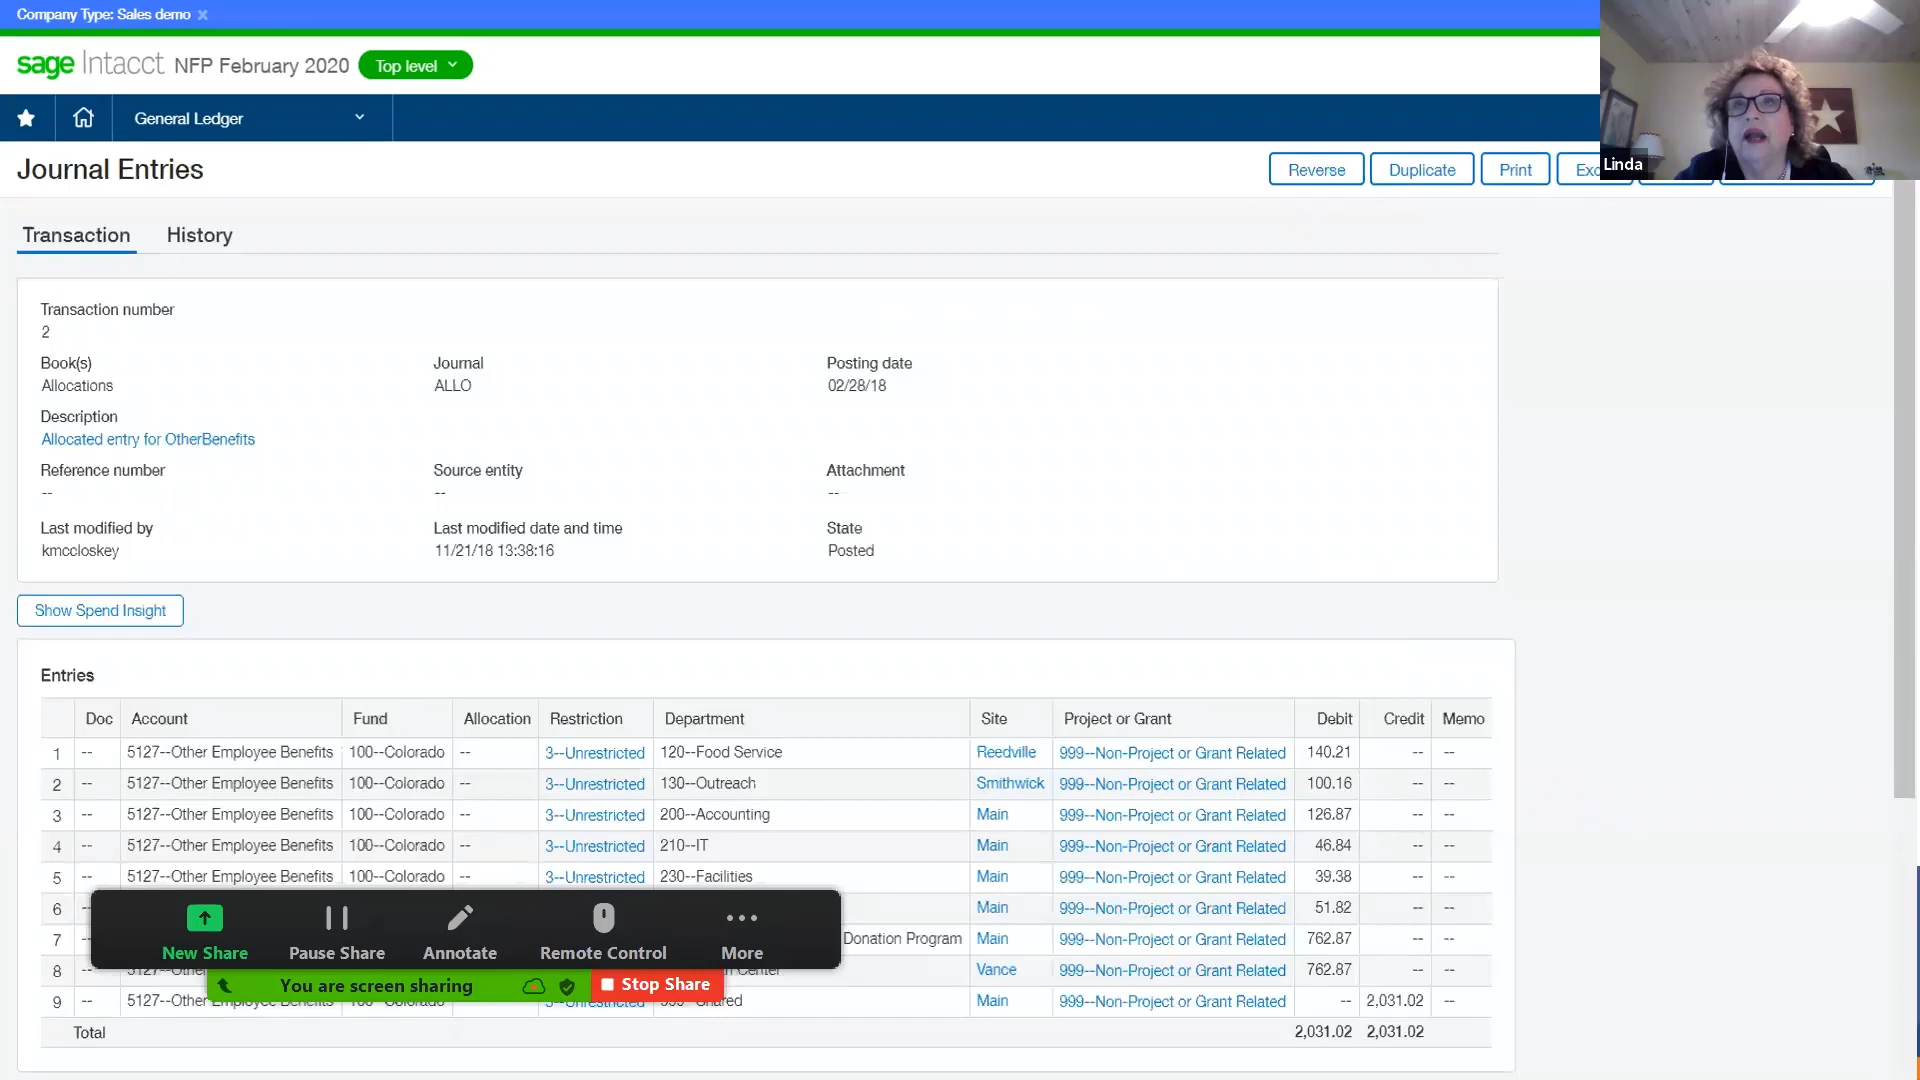 Company Type: Sales demo x
sage Intacct NFP February 2020 Top level
General Ledger
Journal Entries
Reverse Duplicate Print
Linda
Transaction History
Transaction number
2
Book(s) Journal Posting date
Allocations ALLO 02/28/18
Description
Allocated entry for OtherBenefits
Reference number Source entity Attachment
-- -- --
Last modified by Last modified date and time State
kmccloskey 11/21/18 13:38:16 Posted
Show Spend Insight
Entries
Doc Account Fund Allocation Restriction Department Site Project or Grant Debit Credit Memo
1 -- 5127--Other Employee Benefits 100--Colorado -- 3--Unrestricted 120--Food Service Reedville 999--Non-Project or Grant Related 140.21 -- --
2 -- 5127--Other Employee Benefits 100--Colorado -- 3--Unrestricted 130--Outreach Smithwick 999--Non-Project or Grant Related 100.16 -- --
3 -- 5127--Other Employee Benefits 100--Colorado -- 3--Unrestricted 200--Accounting Main 999--Non-Project or Grant Related 126.87 -- --
4 -- 5127--Other Employee Benefits 100--Colorado -- 3--Unrestricted 210--IT Main 999--Non-Project or Grant Related 46.84 -- --
5 -- 5127--Other Employee Benefits 100--Colorado -- 3--Unrestricted 230--Facilities Main 999--Non-Project or Grant Related 39.38 -- --
6 -- Main 999--Non-Project or Grant Related 51.82 -- --
7 -- Donation Program Main 999--Non-Project or Grant Related 762.87 -- --
8 -- Center Vance 999--Non-Project or Grant Related 762.87 -- --
9 -- 5127--Other Main 999--Non-Project or Grant Related -- 2,031.02 --
Total 2,031.02 2,031.02
New Share Pause Share Annotate Remote Control More
You are screen sharing Stop Share